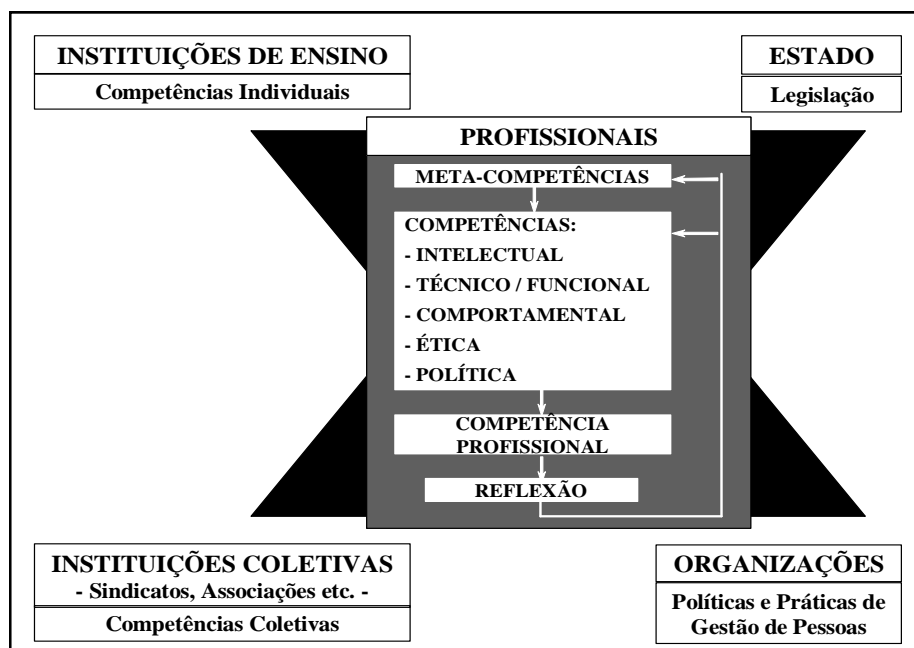 INSTITUIÇÕES DE ENSINO
Competências Individuais
ESTADO
Legislação
PROFISSIONAIS
META-COMPETÊNCIAS
COMPETÊNCIAS:
- INTELECTUAL
- TÉCNICO / FUNCIONAL
- COMPORTAMENTAL
- ÉTICA
- POLÍTICA
COMPETÊNCIA
PROFISSIONAL
REFLEXÃO
INSTITUIÇÕES COLETIVAS
- Sindicatos, Associações etc. -
Competências Coletivas
ORGANIZAÇÕES
Políticas e Práticas de
Gestão de Pessoas